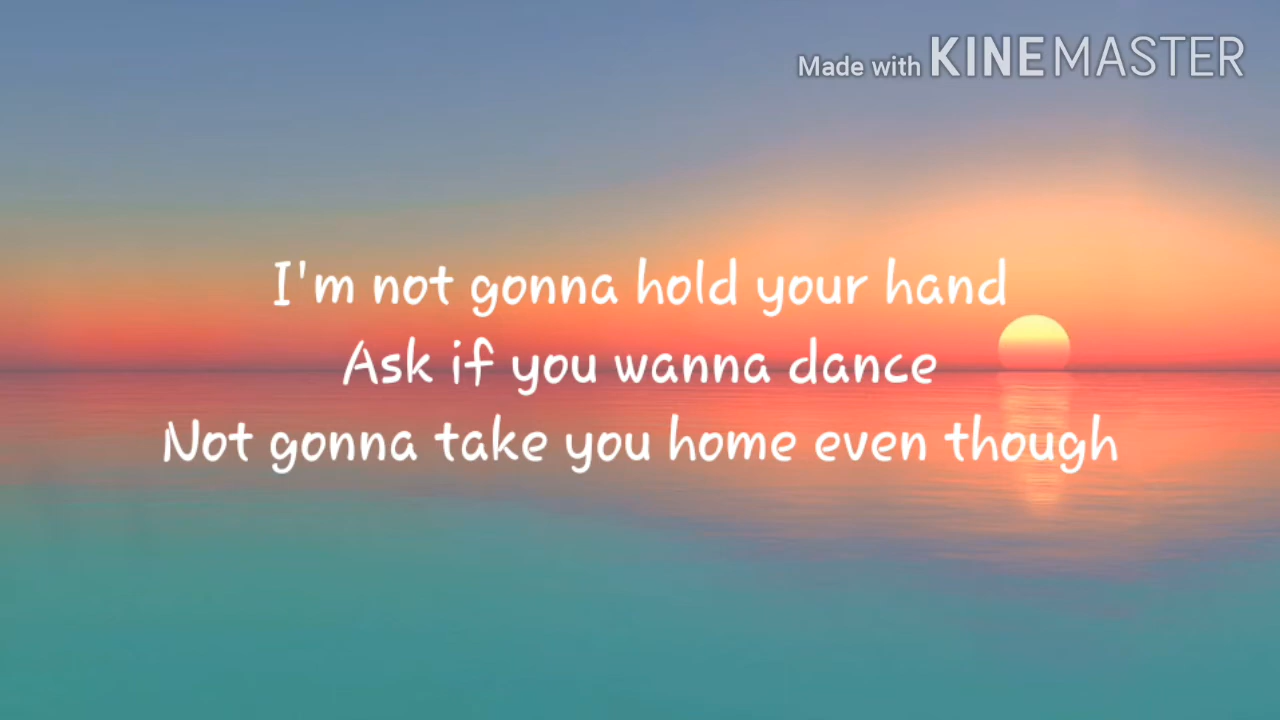 Made with KINEMASTER
I'm not gonna hold your hand
Ask if you wanna dance
Not gonna take you home even though